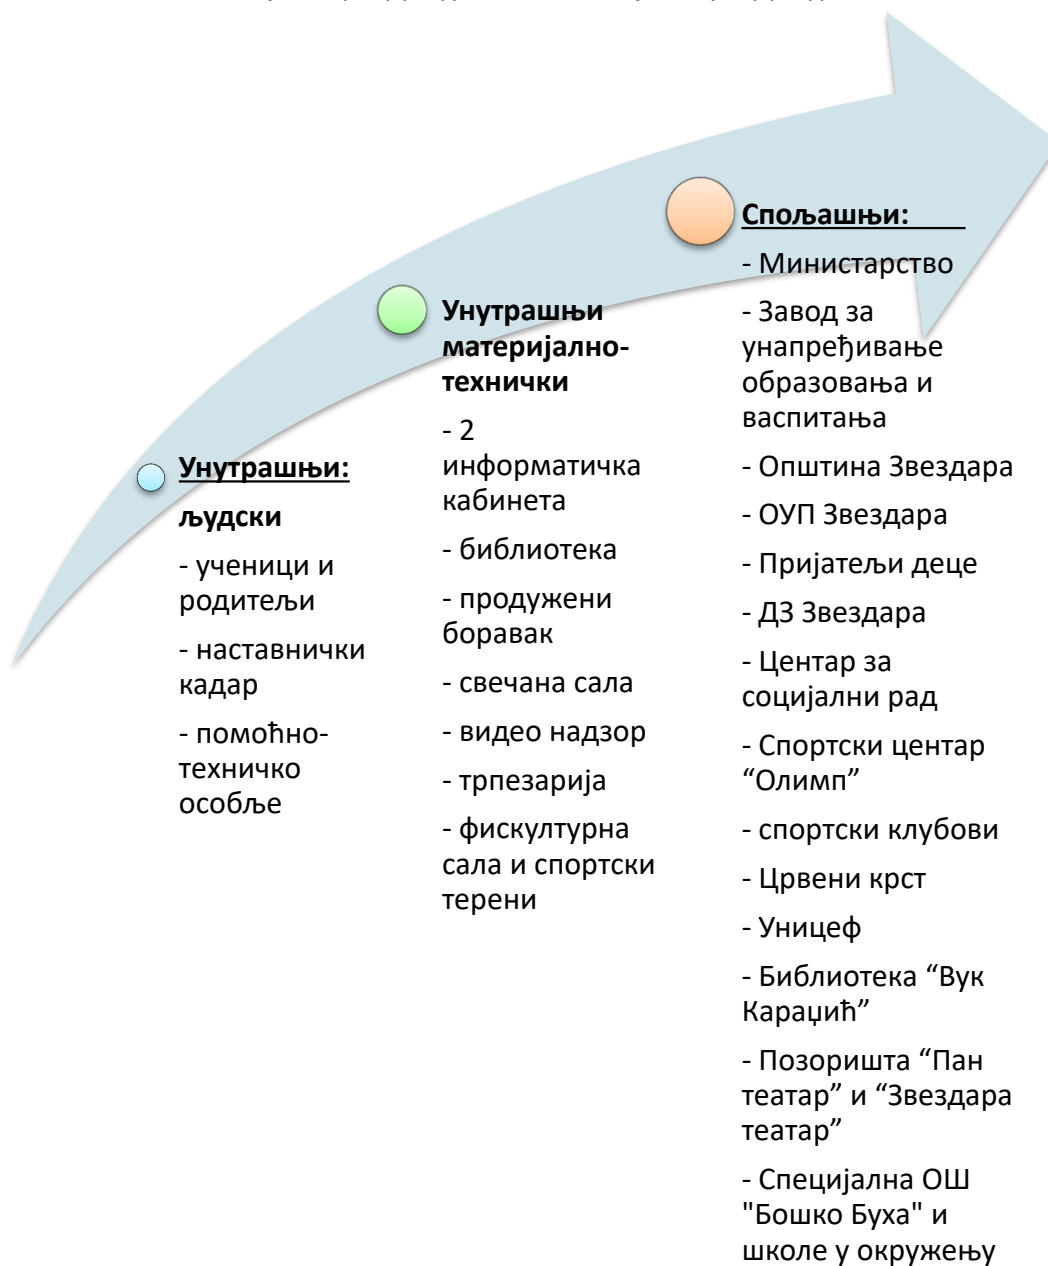 Спољашњи:
- Министарство
- Завод за
унапређивање
образовања и
васпитања
- Општина Звездара
- ОУП Звездара
- Пријатељи деце
- ДЗ Звездара
- Центар за
социјални рад
- Спортски центар
“Олимп”
- спортски клубови
- Црвени крст
- Уницеф
- Библиотека “Вук
Караџић”
- Позоришта “Пан
театар” и “Звездара
театар”
- Специјална ОШ
"Бошко Буха" и
школе у окружењу
Унутрашњи
материјално-
технички
- 2
информатичка
кабинета
- библиотека
- продужени
боравак
- свечана сала
- видео надзор
- трпезарија
- фискултурна
сала и спортски
терени
Унутрашњи:
људски
- ученици и
родитељи
- наставнички
кадар
- помоћно-
техничко
особље